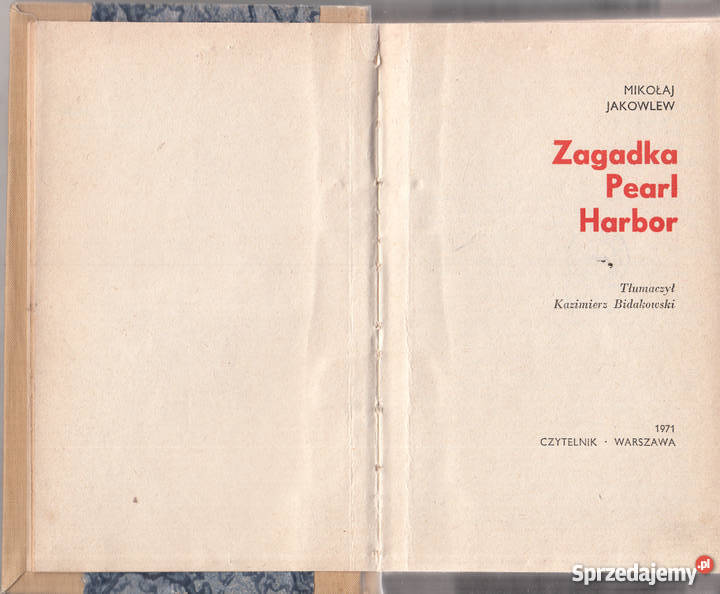 MIKOŁAJ
JAKOWLEW
Zagadka
Pearl
Harbor
Tłumaczył
Kazimierz Bidakowski
1971
CZYTELNIK · WARSZAWA
Sprzedajemy.pl